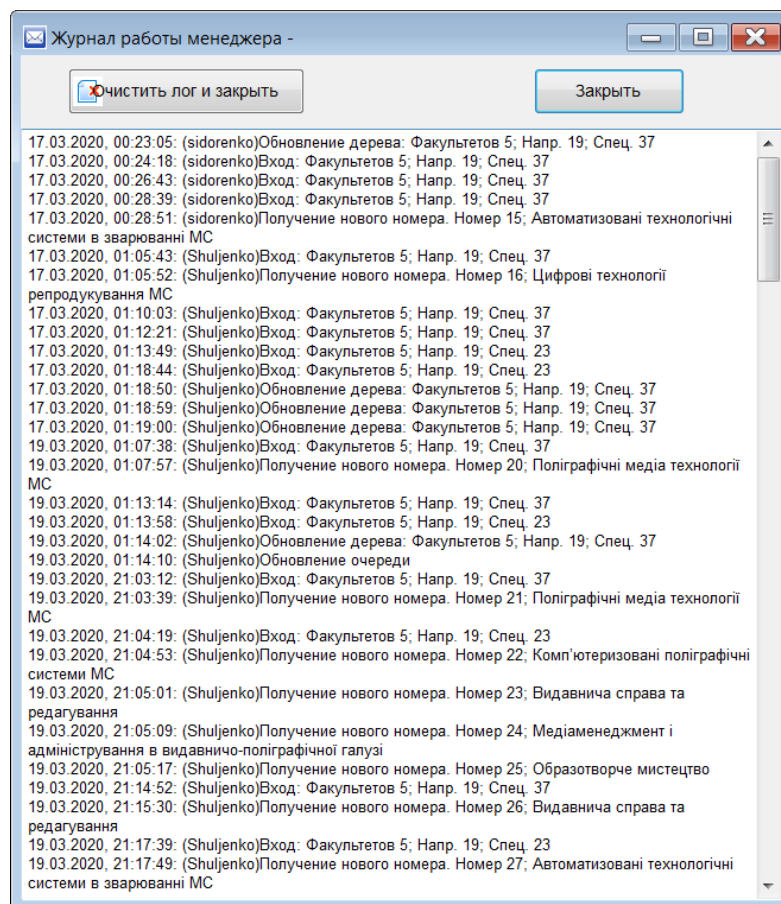 Журнал работы менеджера -
Очистить лог и закрыть
Закрыть
17.03.2020, 00:23:05: (sidorenko)Обновление дерева: Факультетов 5; Напр. 19; Спец. 37
17.03.2020, 00:24:18: (sidorenko)Вход: Факультетов 5; Напр. 19; Спец. 37
17.03.2020, 00:26:43: (sidorenko)Вход: Факультетов 5; Напр. 19; Спец. 37
17.03.2020, 00:28:39: (sidorenko)Вход: Факультетов 5; Напр. 19; Спец. 37
17.03.2020, 00:28:51: (sidorenko)Получение нового номера. Номер 15; Автоматизовані технологічні
системи в зварюванні МС
17.03.2020, 01:05:43: (Shuljenko)Вход: Факультетов 5; Напр. 19; Спец. 37
17.03.2020, 01:05:52: (Shuljenko)Получение нового номера. Номер 16; Цифрові технології
репродукування МС
17.03.2020, 01:10:03: (Shuljenko)Вход: Факультетов 5; Напр. 19; Спец. 37
17.03.2020, 01:12:21: (Shuljenko)Вход: Факультетов 5; Напр. 19; Спец. 37
17.03.2020, 01:13:49: (Shuljenko)Вход: Факультетов 5; Напр. 19; Спец. 23
17.03.2020, 01:18:44: (Shuljenko)Вход: Факультетов 5; Напр. 19; Спец. 23
17.03.2020, 01:18:50: (Shuljenko)Обновление дерева: Факультетов 5; Напр. 19; Спец. 37
17.03.2020, 01:18:59: (Shuljenko)Обновление дерева: Факультетов 5; Напр. 19; Спец. 37
17.03.2020, 01:19:00: (Shuljenko)Обновление дерева: Факультетов 5; Напр. 19; Спец. 37
19.03.2020, 01:07:38: (Shuljenko)Вход: Факультетов 5; Напр. 19; Спец. 37
19.03.2020, 01:07:57: (Shuljenko)Получение нового номера. Номер 20; Поліграфічні медіа технології
МС
19.03.2020, 01:13:14: (Shuljenko)Вход: Факультетов 5; Напр. 19; Спец. 37
19.03.2020, 01:13:58: (Shuljenko)Вход: Факультетов 5; Напр. 19; Спец. 23
19.03.2020, 01:14:02: (Shuljenko)Обновление дерева: Факультетов 5; Напр. 19; Спец. 37
19.03.2020, 01:14:10: (Shuljenko)Обновление очереди
19.03.2020, 21:03:12: (Shuljenko)Вход: Факультетов 5; Напр. 19; Спец. 37
19.03.2020, 21:03:39: (Shuljenko)Получение нового номера. Номер 21; Поліграфічні медіа технології
МС
19.03.2020, 21:04:19: (Shuljenko)Вход: Факультетов 5; Напр. 19; Спец. 23
19.03.2020, 21:04:53: (Shuljenko)Получение нового номера. Номер 22; Комп’ютеризовані поліграфічні
системи МС
19.03.2020, 21:05:01: (Shuljenko)Получение нового номера. Номер 23; Видавнича справа та
редагування
19.03.2020, 21:05:09: (Shuljenko)Получение нового номера. Номер 24; Медіаменеджмент і
адміністрування в видавничо-поліграфічної галузі
19.03.2020, 21:05:17: (Shuljenko)Получение нового номера. Номер 25; Образотворче мистецтво
19.03.2020, 21:14:52: (Shuljenko)Вход: Факультетов 5; Напр. 19; Спец. 37
19.03.2020, 21:15:30: (Shuljenko)Получение нового номера. Номер 26; Видавнича справа та
редагування
19.03.2020, 21:17:39: (Shuljenko)Вход: Факультетов 5; Напр. 19; Спец. 23
19.03.2020, 21:17:49: (Shuljenko)Получение нового номера. Номер 27; Автоматизовані технологічні
системи в зварюванні МС